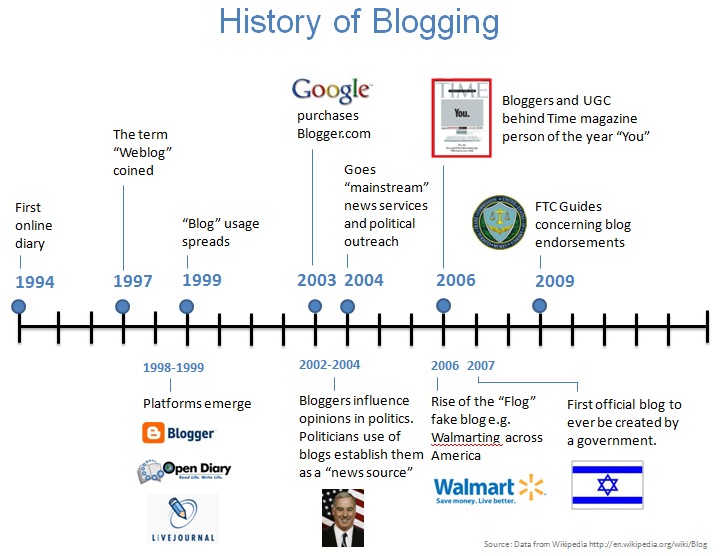 History of Blogging
Google™
purchases
Blogger.com
TIME
You.
Bloggers and UGC
behind Time magazine
person of the year “You”
The term
“Weblog”
coined
Goes
“mainstream”
news services
and political
outreach
First
online
diary
“Blog” usage
spreads
FTC Guides
concerning blog
endorsements
1994
1997
1999
2003
2004
2006
2009
1998-1999
Platforms emerge
Blogger
Open Diary
Read Life. Write Life.
LIVEJOURNAL
2002-2004
Bloggers influence
opinions in politics.
Politicians use of
blogs establish them
as a “news source”
2006
2007
Rise of the “Flog”
fake blog e.g.
Walmarting across
America
Walmart
Save money. Live better.
First official blog to
ever be created by
a government.
Source: Data from Wikipedia http://en.wikipedia.org/wiki/Blog